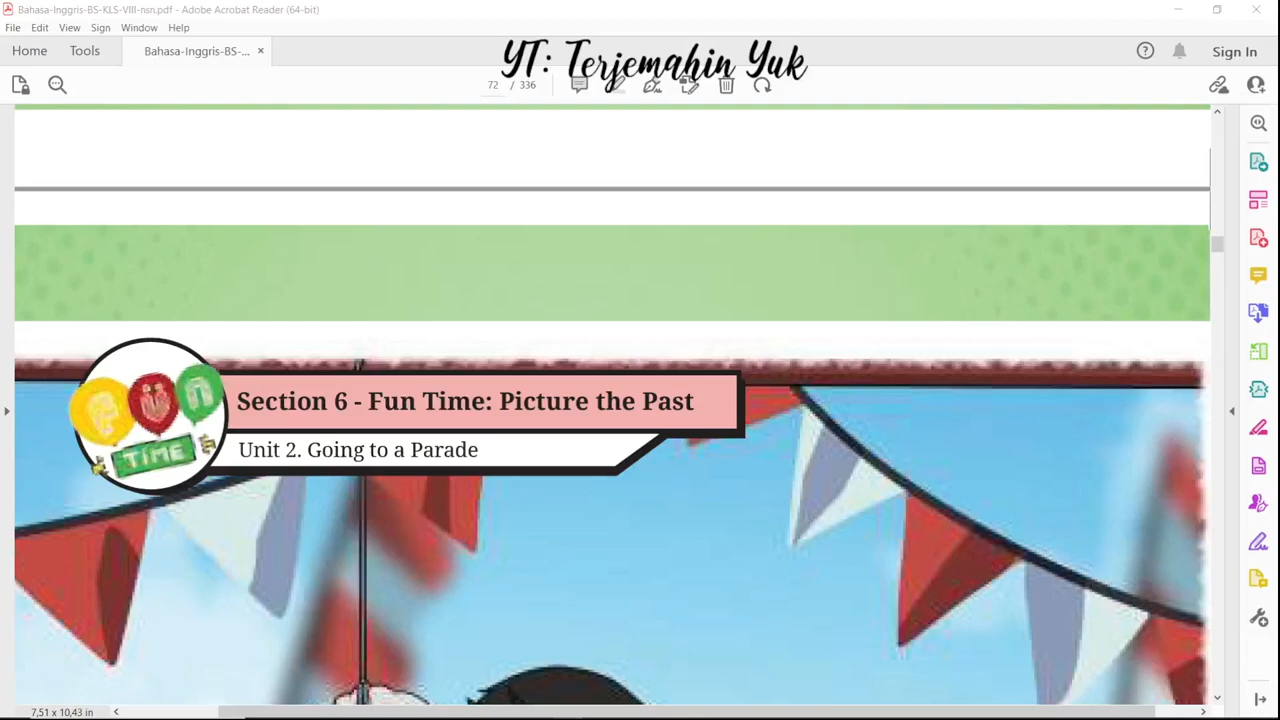 Bahasa-Inggris-BS-KLS-VIII-nsn.pdf - Adobe Acrobat Reader (64-bit)
File Edit View Sign Window Help
Home Tools Bahasa-Inggris-BS-... × Sign In
YT: Terjemahin Yuk
72 / 336
FUN
TIME
Section 6 - Fun Time: Picture the Past
Unit 2. Going to a Parade
7,51 x 10,43 in